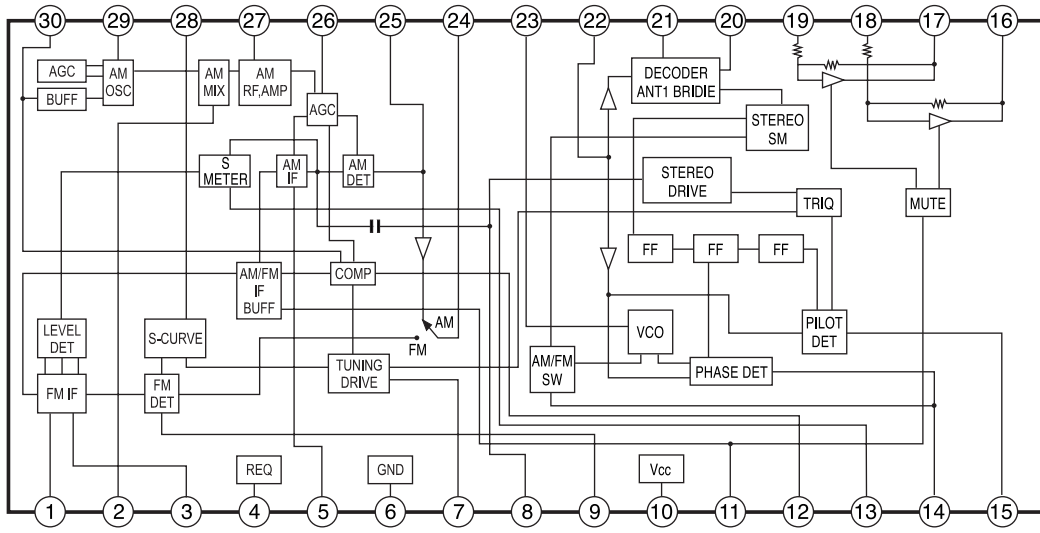 30 29 28 27 26 25 24 23 22 21 20 19 18 17 16
AGC
AM
OSC
BUFF
AM
MIX
AM
RF,AMP
AGC
DECODER
ANT1 BRIDIE
STEREO
SM
S
METER
AM
IF
AM
DET
STEREO
DRIVE
TRIQ
MUTE
FF
FF
FF
AM/FM
IF
BUFF
COMP
LEVEL
DET
S-CURVE
AM
FM
VCO
PILOT
DET
FM IF
FM
DET
TUNING
DRIVE
AM/FM
SW
PHASE DET
REQ
GND
Vcc
1 2 3 4 5 6 7 8 9 10 11 12 13 14 15